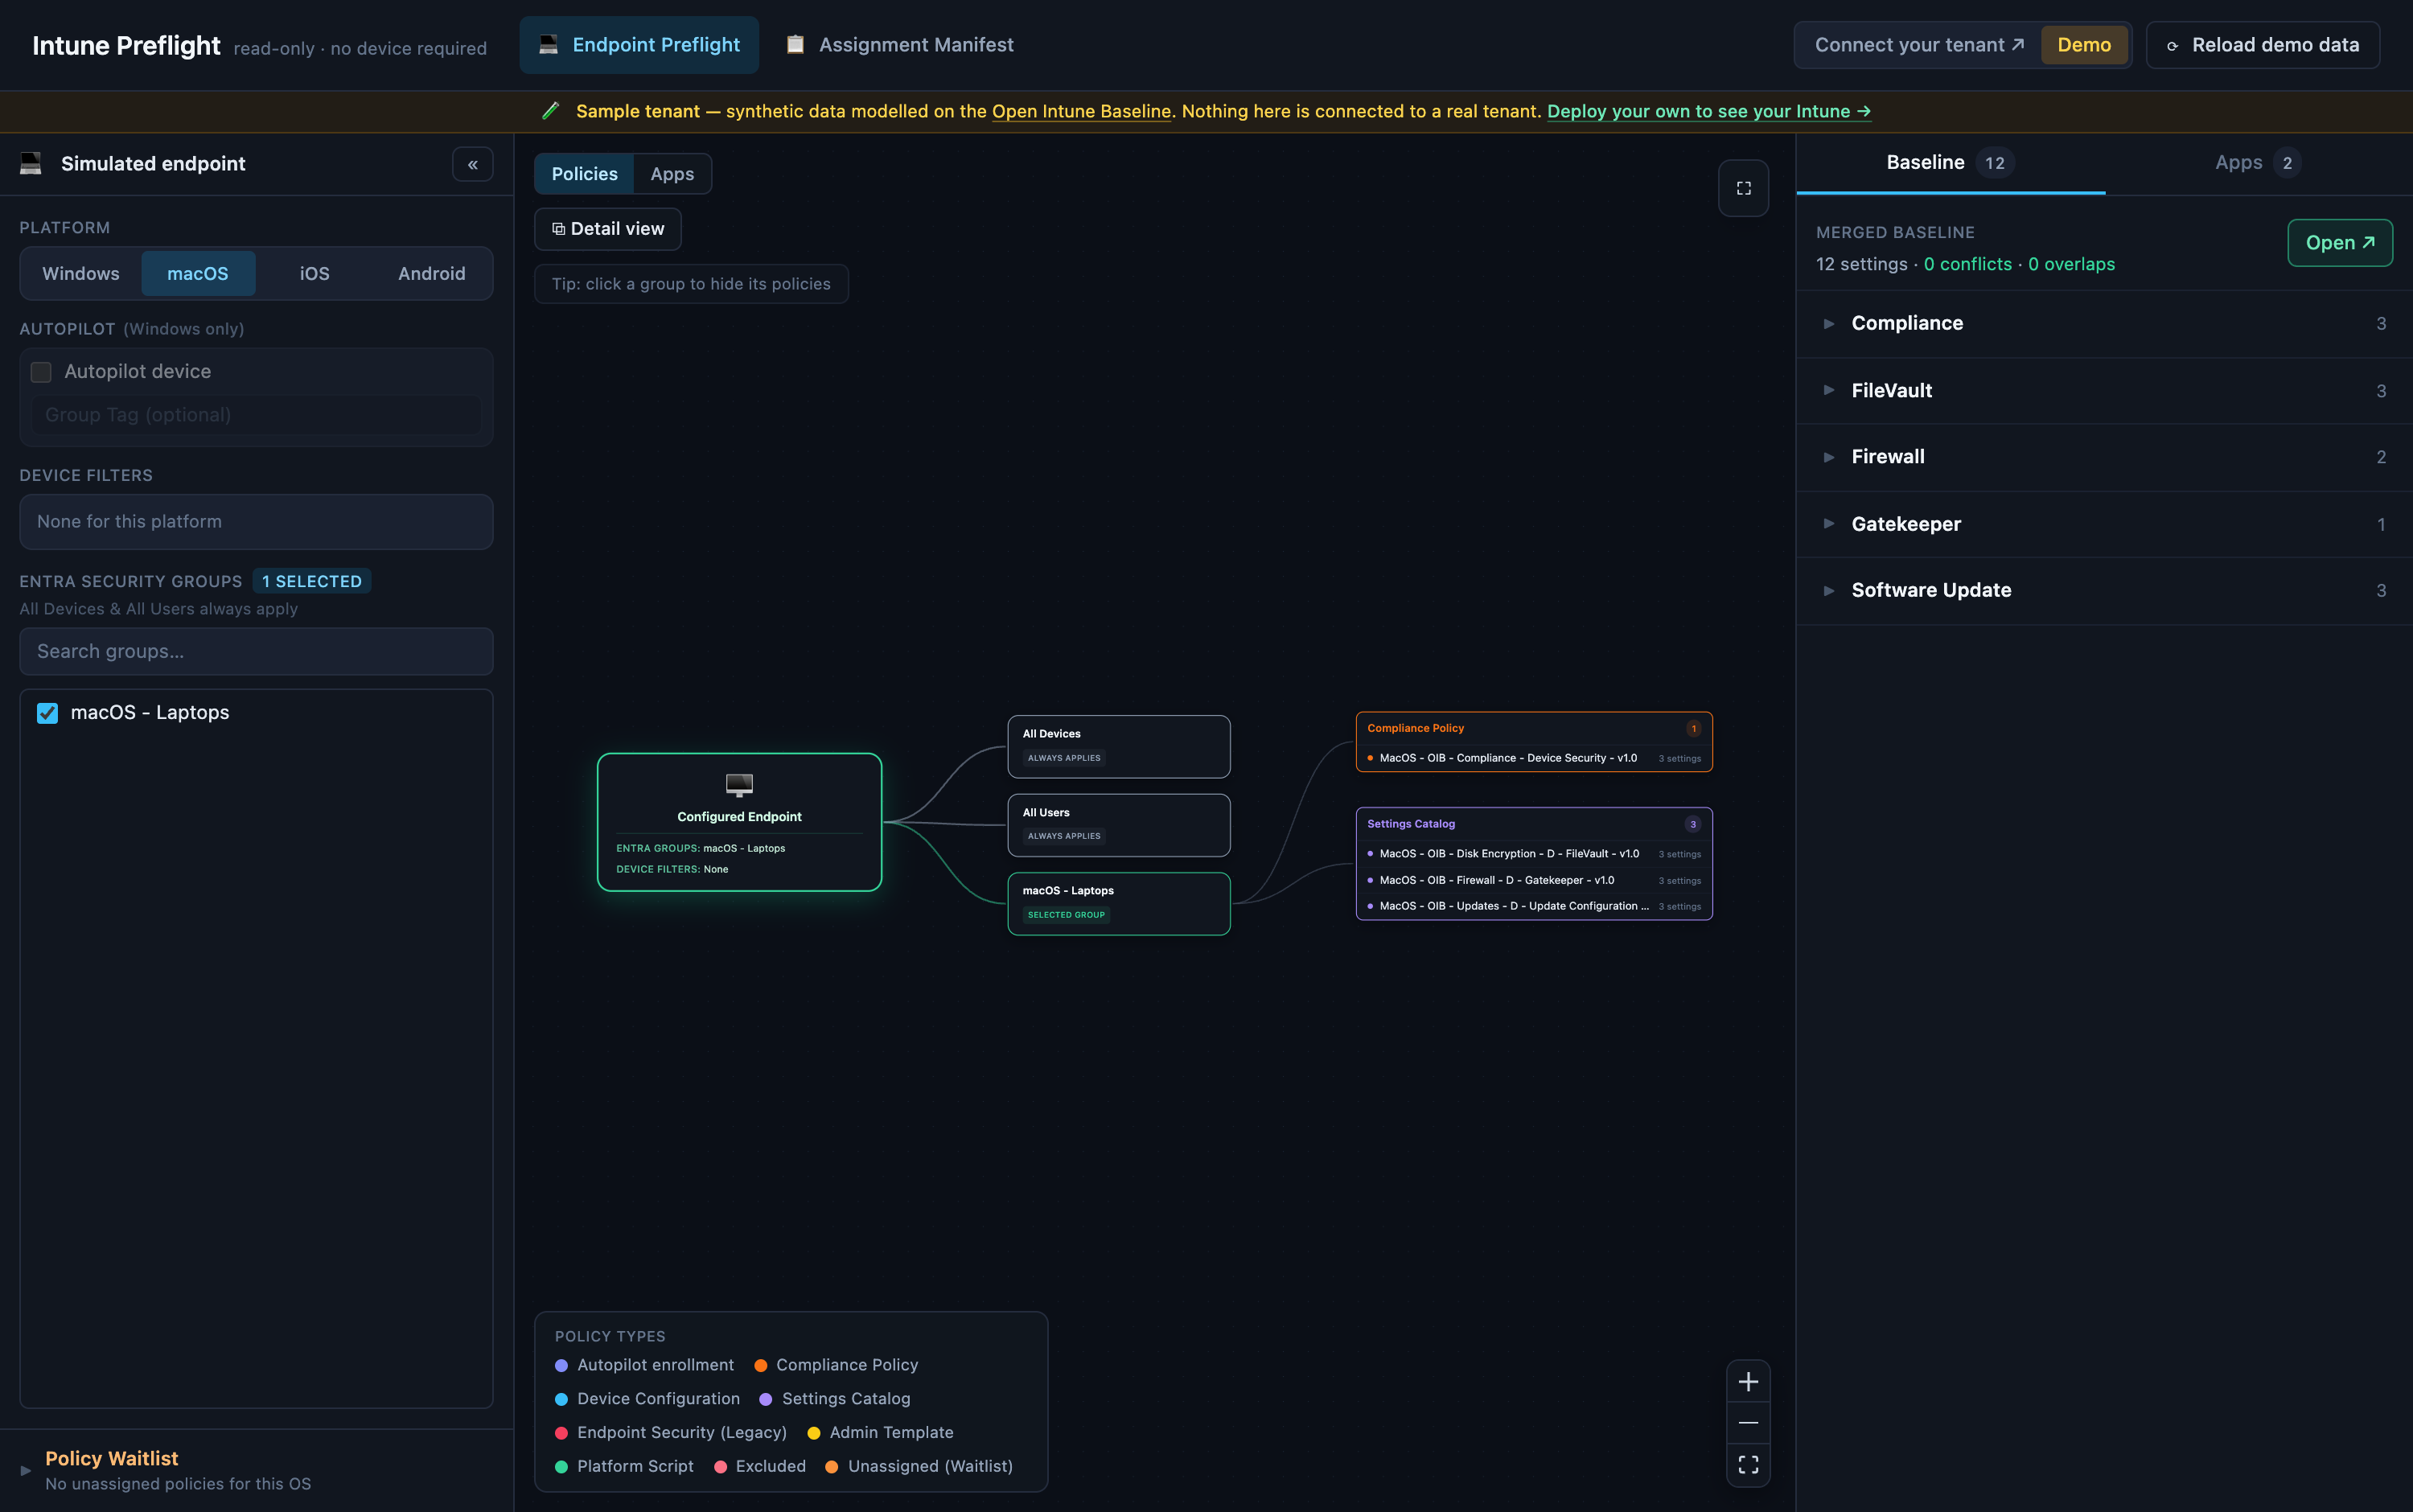 Intune Preflight read-only · no device required
Endpoint Preflight
Assignment Manifest
Connect your tenant ↗ Demo
⟳ Reload demo data
Sample tenant — synthetic data modelled on the Open Intune Baseline. Nothing here is connected to a real tenant. Deploy your own to see your Intune →
Simulated endpoint
«
PLATFORM
Windows macOS iOS Android
AUTOPILOT (Windows only)
Autopilot device
Group Tag (optional)
DEVICE FILTERS
None for this platform
ENTRA SECURITY GROUPS 1 SELECTED
All Devices & All Users always apply
Search groups...
macOS - Laptops
Policy Waitlist
No unassigned policies for this OS
Policies Apps
Detail view
Tip: click a group to hide its policies
Configured Endpoint
ENTRA GROUPS: macOS - Laptops
DEVICE FILTERS: None
All Devices
ALWAYS APPLIES
All Users
ALWAYS APPLIES
macOS - Laptops
SELECTED GROUP
Compliance Policy 1
MacOS - OIB - Compliance - Device Security - v1.0 3 settings
Settings Catalog 3
MacOS - OIB - Disk Encryption - D - FileVault - v1.0 3 settings
MacOS - OIB - Firewall - D - Gatekeeper - v1.0 3 settings
MacOS - OIB - Updates - D - Update Configuration ... 3 settings
POLICY TYPES
Autopilot enrollment Compliance Policy
Device Configuration Settings Catalog
Endpoint Security (Legacy) Admin Template
Platform Script Excluded Unassigned (Waitlist)
Baseline 12
Apps 2
MERGED BASELINE
12 settings · 0 conflicts · 0 overlaps
Open ↗
Compliance 3
FileVault 3
Firewall 2
Gatekeeper 1
Software Update 3